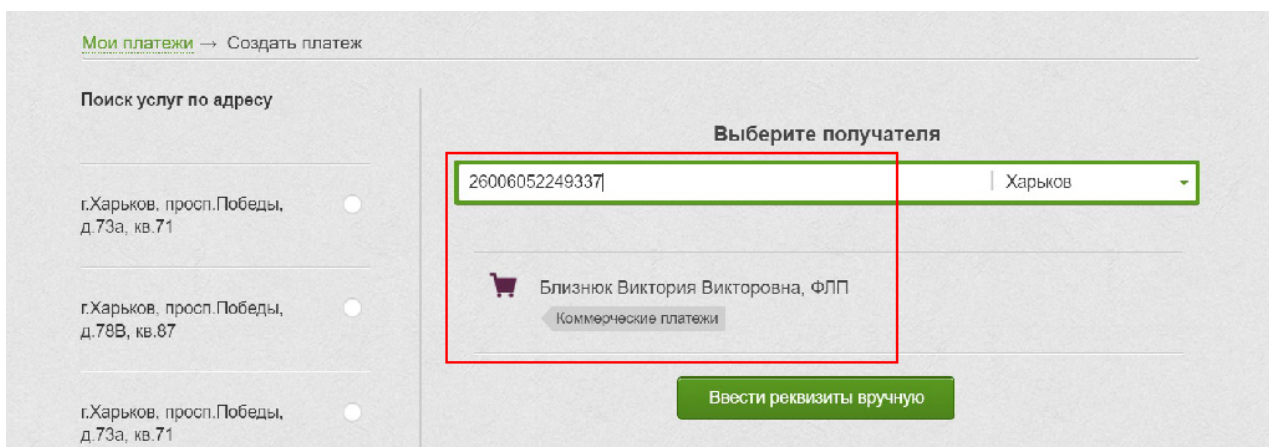 Мои платежи → Создать платеж
Поиск услуг по адресу
г.Харьков, просп.Победы,
д.73а, кв.71
г.Харьков, просп.Победы,
д.78В, кв.87
г.Харьков, просп.Победы,
д.73а, кв.71
Выберите получателя
26006052249337
Харьков
Близнюк Виктория Викторовна, ФЛП
Коммерческие платежи
Ввести реквизиты вручную